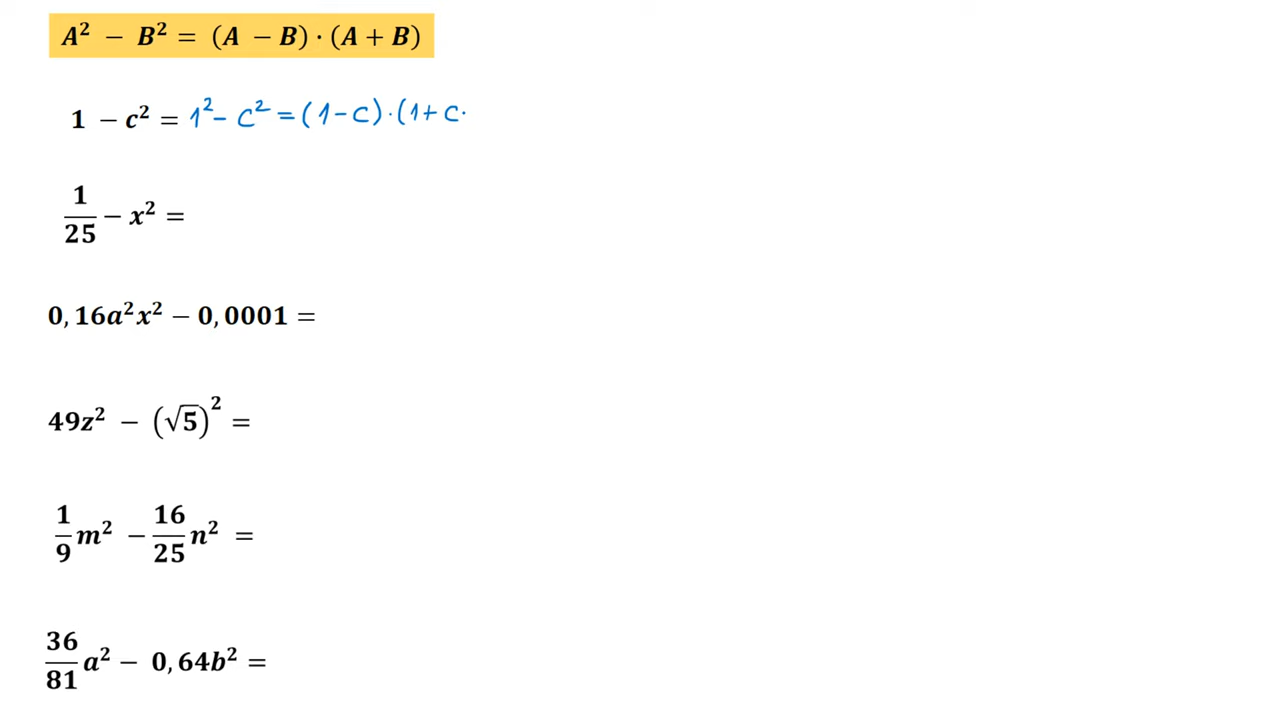 A² − B² = (A − B) · (A + B)
1 − c² = 1² − c² = (1 − c) · (1 + c
1/25 − x² =
0,16a²x² − 0,0001 =
49z² − (√5)² =
1/9 m² − 16/25 n² =
36/81 a² − 0,64b² =